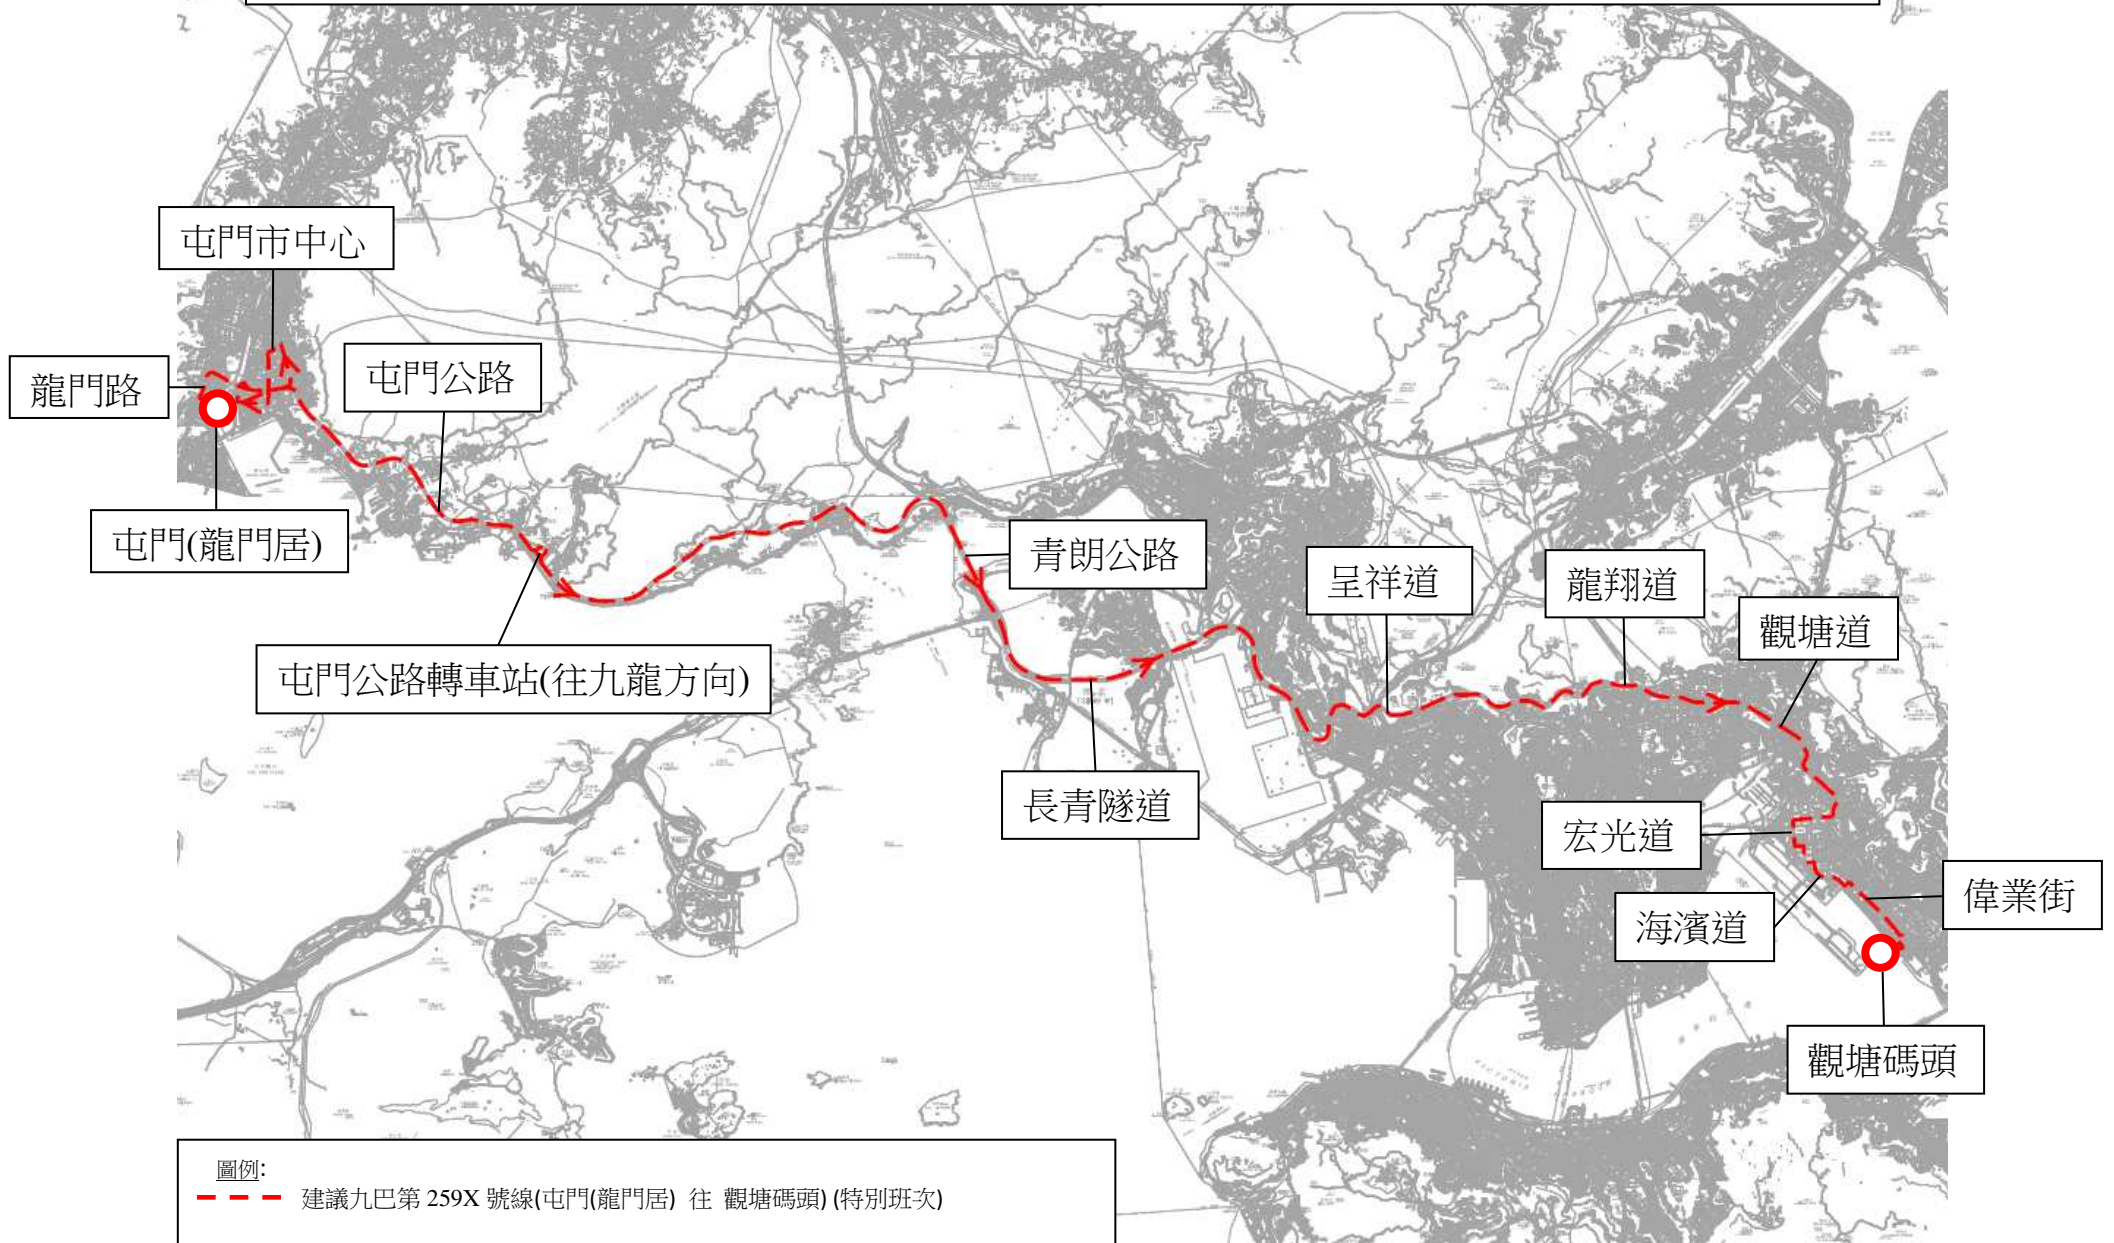 屯門市中心
龍門路
屯門公路
屯門(龍門居)
屯門公路轉車站(往九龍方向)
青朗公路
長青隧道
呈祥道
龍翔道
觀塘道
宏光道
海濱道
偉業街
觀塘碼頭
圖例:
建議九巴第 259X 號線(屯門(龍門居) 往 觀塘碼頭) (特別班次)